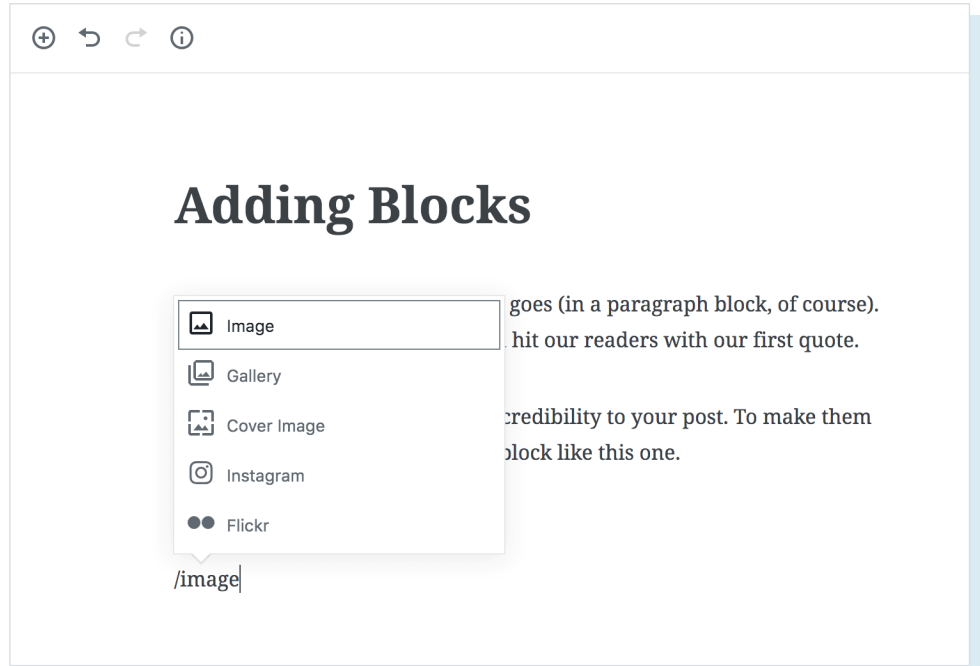 Adding Blocks
goes (in a paragraph block, of course).
hit our readers with our first quote.
credibility to your post. To make them
block like this one.
Image
Gallery
Cover Image
Instagram
Flickr
/image